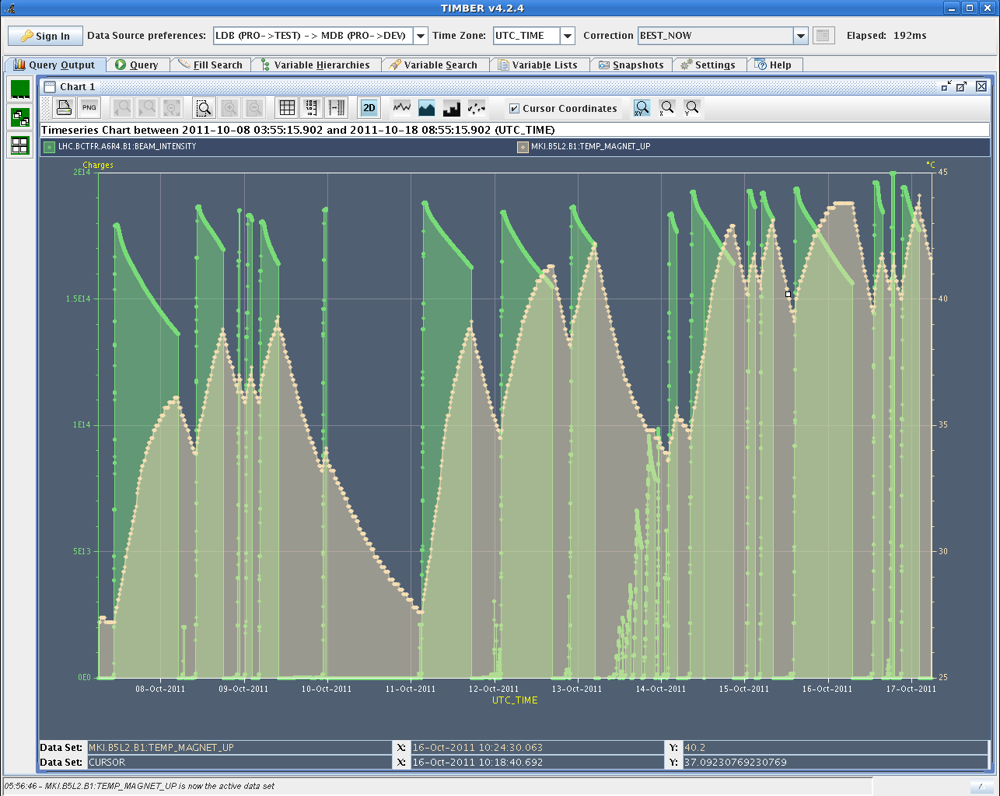 TIMBER v4.2.4
Sign In Data Source preferences: LDB (PRO->TEST) -> MDB (PRO->DEV) Time Zone: UTC_TIME Correction BEST_NOW Elapsed: 192ms
Query Output Query Fill Search Variable Hierarchies Variable Search Variable Lists Snapshots Settings Help
Chart 1
PNG 2D Cursor Coordinates XY X Y
Timeseries Chart between 2011-10-08 03:55:15.902 and 2011-10-18 08:55:15.902 (UTC_TIME)
LHC.BCTFR.A6R4.B1:BEAM_INTENSITY MKI.B5L2.B1:TEMP_MAGNET_UP
Charges °C
2E14 45
1.5E14 40
1E14 35
5E13 30
0E0 25
08-Oct-2011 09-Oct-2011 10-Oct-2011 11-Oct-2011 12-Oct-2011 13-Oct-2011 14-Oct-2011 15-Oct-2011 16-Oct-2011 17-Oct-2011
UTC_TIME
Data Set: MKI.B5L2.B1:TEMP_MAGNET_UP X: 16-Oct-2011 10:24:30.063 Y: 40.2
Data Set: CURSOR X: 16-Oct-2011 10:18:40.692 Y: 37.09230769230769
05:56:46 - MKI.B5L2.B1:TEMP_MAGNET_UP is now the active data set